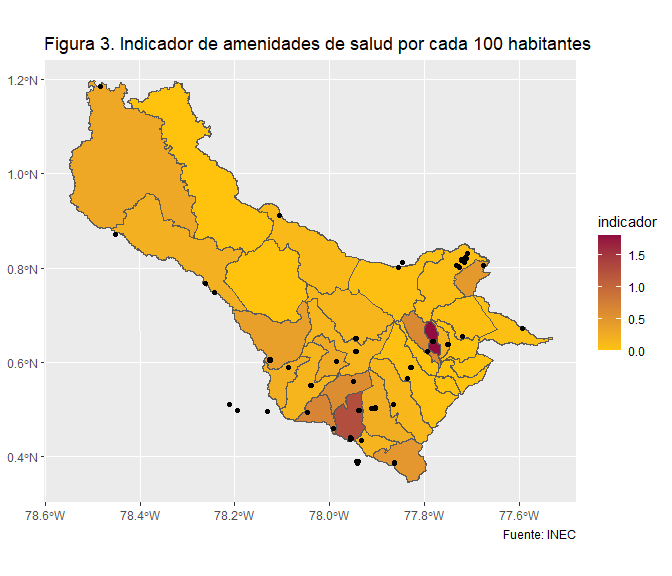 Figura 3. Indicador de amenidades de salud por cada 100 habitantes
1.2°N
1.0°N
0.8°N
0.6°N
0.4°N
78.6°W 78.4°W 78.2°W 78.0°W 77.8°W 77.6°W
indicador
1.5
1.0
0.5
0.0
Fuente: INEC